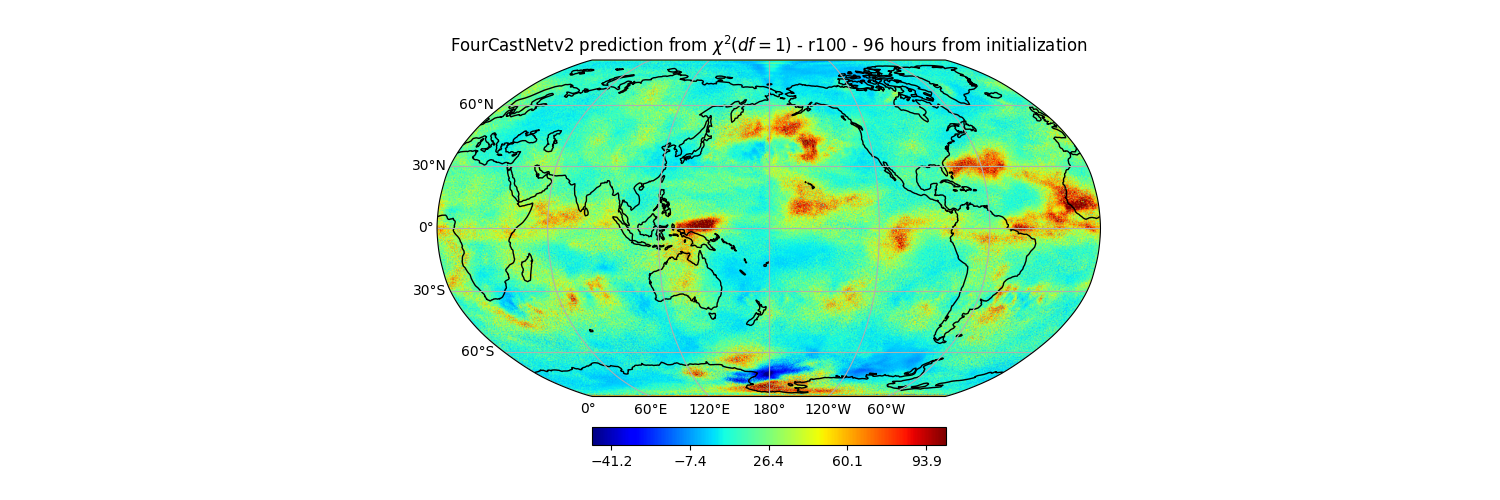 FourCastNetv2 prediction from χ²(df = 1) - r100 - 96 hours from initialization
60°N
30°N
0°
30°S
60°S
0° 60°E 120°E 180° 120°W 60°W
−41.2 −7.4 26.4 60.1 93.9